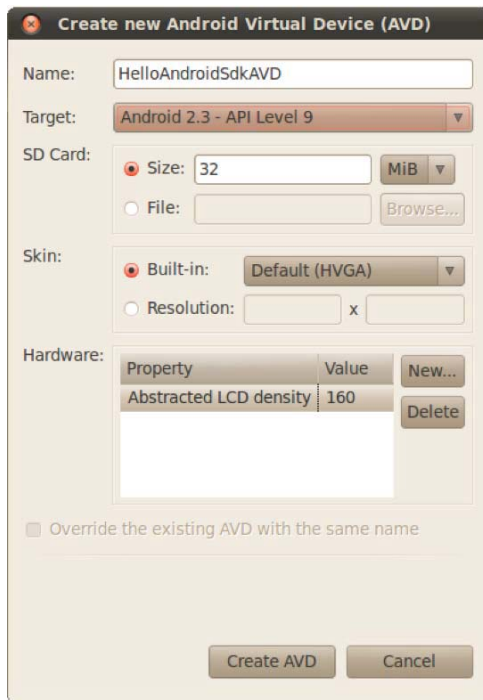 Create new Android Virtual Device (AVD)
Name: HelloAndroidSdkAVD
Target: Android 2.3 - API Level 9
SD Card:
Size: 32 MiB
File: Browse...
Skin:
Built-in: Default (HVGA)
Resolution: x
Hardware:
Property Value New...
Abstracted LCD density 160
Delete
Override the existing AVD with the same name
Create AVD Cancel